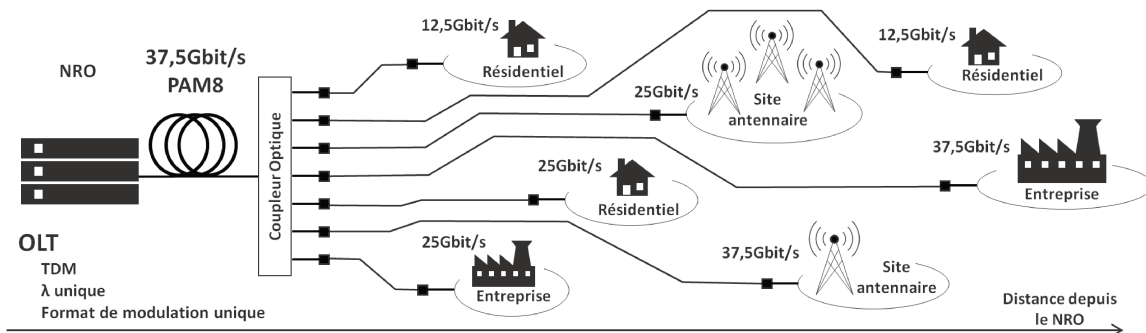 NRO
37,5Gbit/s
PAM8
Coupleur Optique
12,5Gbit/s
Résidentiel
25Gbit/s
Site
antennaire
12,5Gbit/s
Résidentiel
37,5Gbit/s
Entreprise
25Gbit/s
Résidentiel
25Gbit/s
Entreprise
37,5Gbit/s
Site
antennaire
OLT
TDM
λ unique
Format de modulation unique
Distance depuis
le NRO